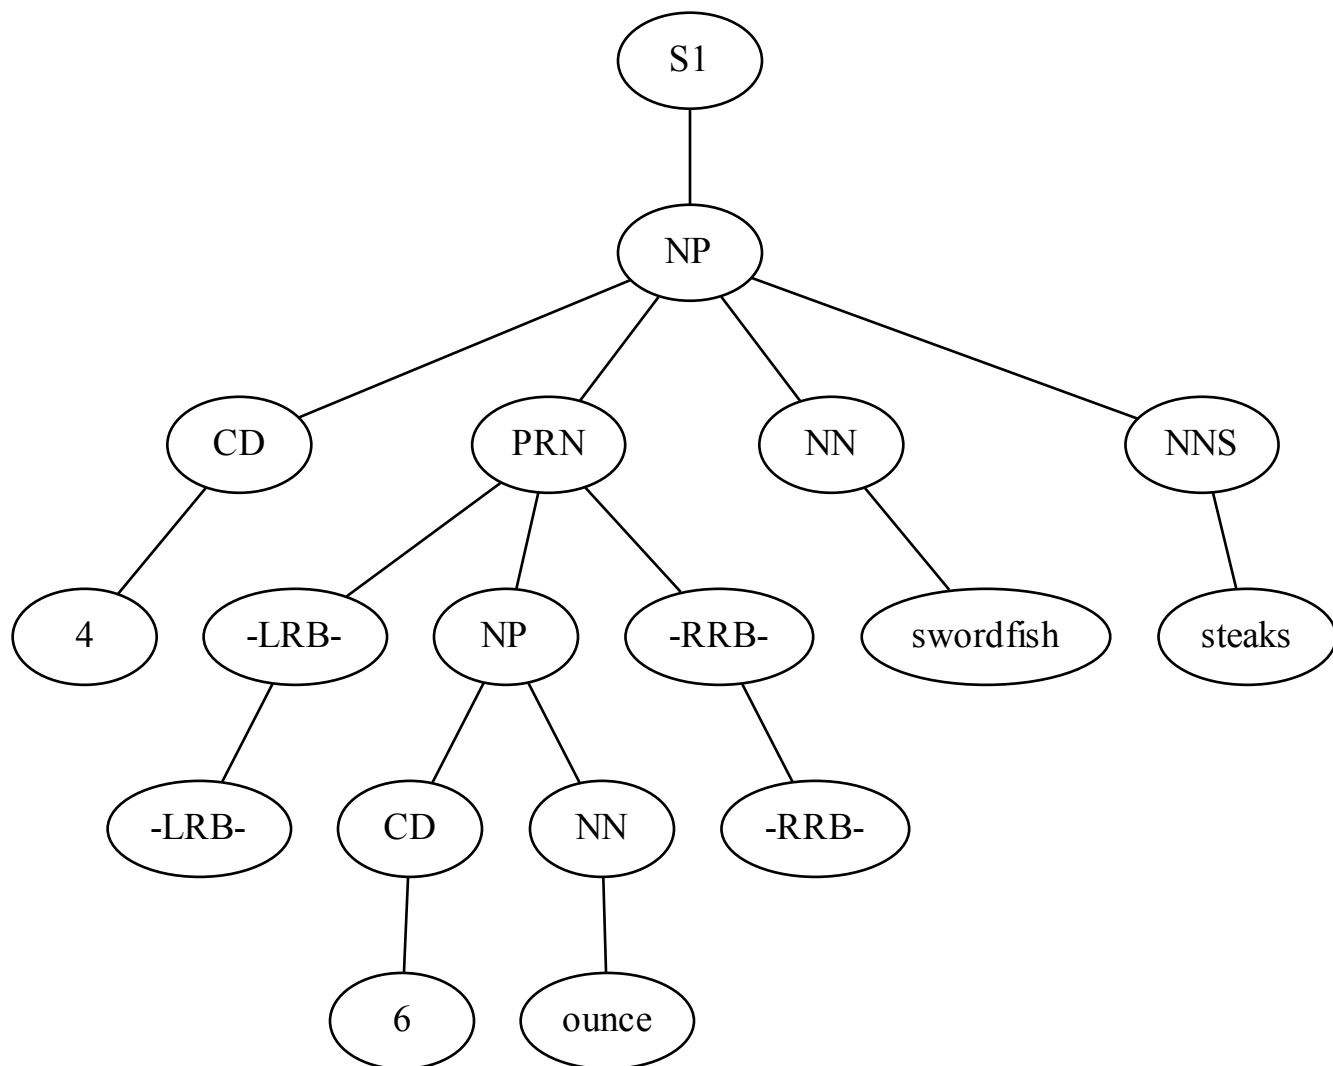 S1
NP
CD PRN NN NNS
4 -LRB- NP -RRB- swordfish steaks
-LRB- CD NN -RRB-
6 ounce